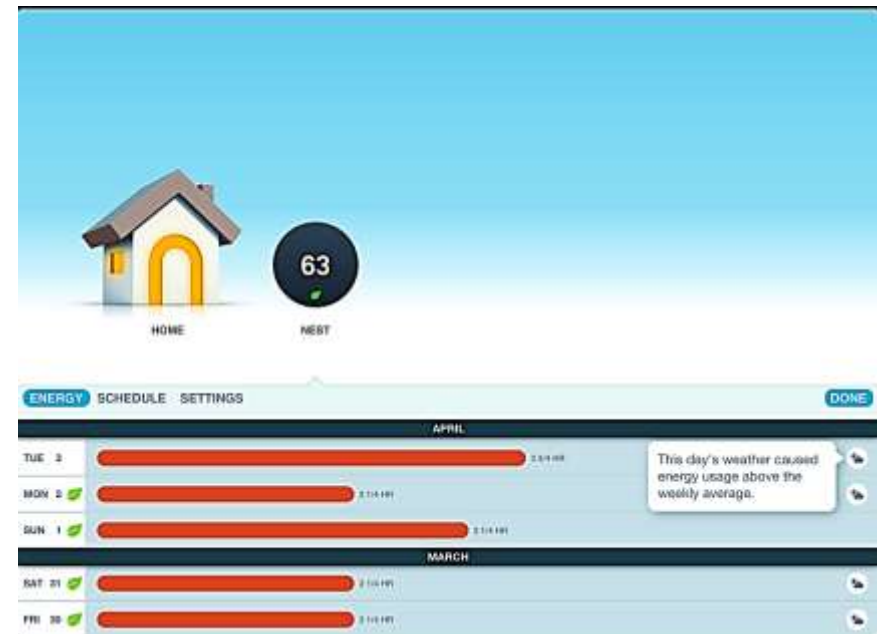 63
HOME NEST
ENERGY SCHEDULE SETTINGS DONE
APRIL
TUE
This day's weather caused
energy usage above the
weekly average.
MON 2
SUN 1
MARCH
SAT 31
FRI 30